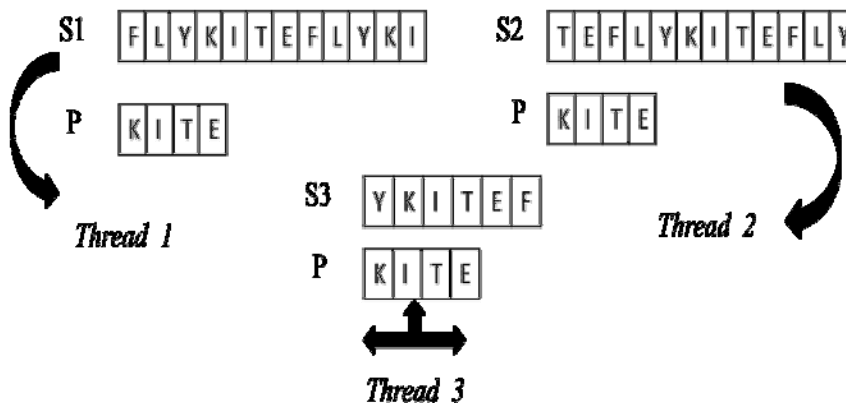 S1 F L Y K I T E F L Y K I
S2 T E F L Y K I T E F L Y
P K I T E
P K I T E
S3 Y K I T E F
Thread 1
Thread 2
P K I T E
Thread 3